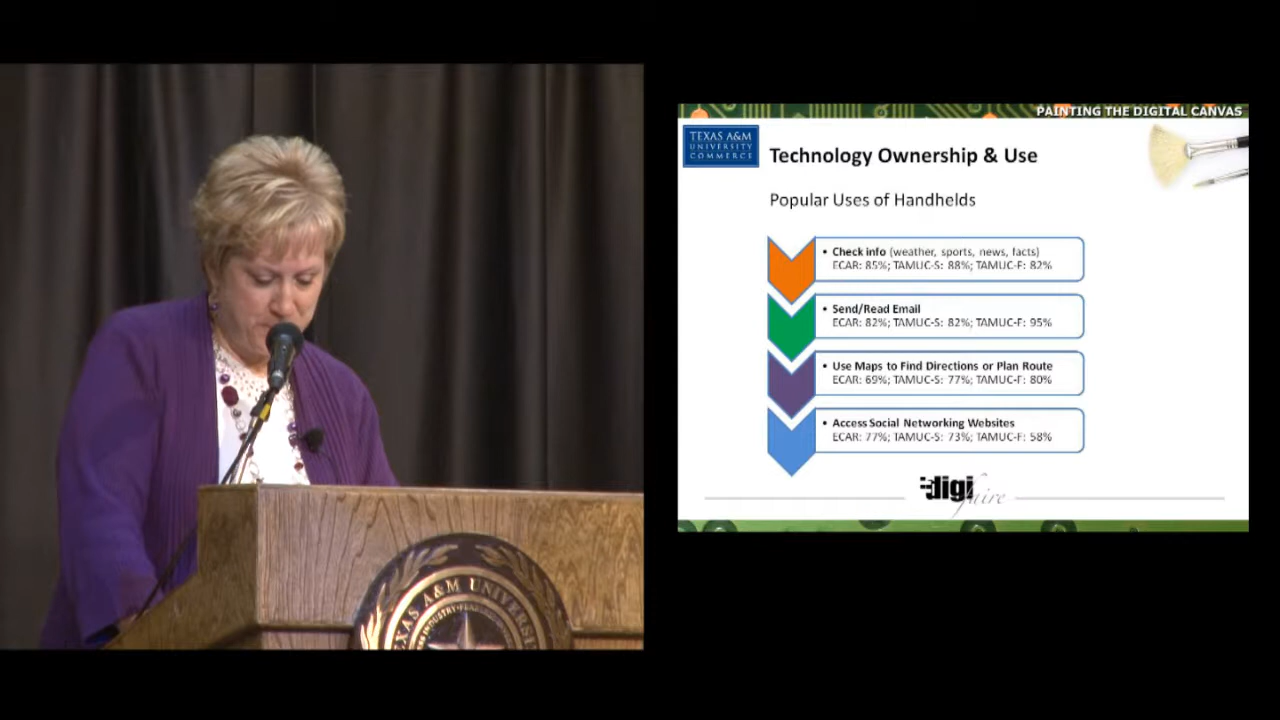 PAINTING THE DIGITAL CANVAS
TEXAS A&M
UNIVERSITY
COMMERCE
Technology Ownership & Use
Popular Uses of Handhelds
• Check info (weather, sports, news, facts)
ECAR: 85%; TAMUC-S: 88%; TAMUC-F: 82%
• Send/Read Email
ECAR: 82%; TAMUC-S: 82%; TAMUC-F: 95%
• Use Maps to Find Directions or Plan Route
ECAR: 69%; TAMUC-S: 77%; TAMUC-F: 80%
• Access Social Networking Websites
ECAR: 77%; TAMUC-S: 73%; TAMUC-F: 58%
digi
faire
TEXAS A&M UNIVERSI